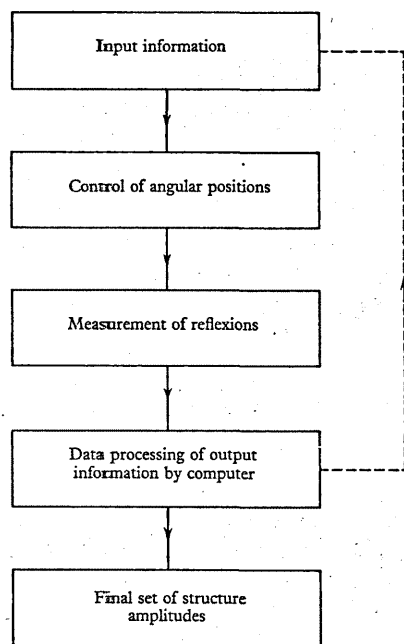 Input information
Control of angular positions
Measurement of reflexions
Data processing of output
information by computer
Final set of structure
amplitudes